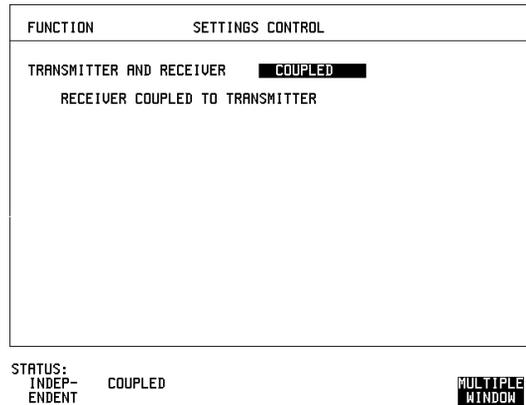 FUNCTION SETTINGS CONTROL
TRANSMITTER AND RECEIVER COUPLED
RECEIVER COUPLED TO TRANSMITTER
STATUS:
INDEP- COUPLED MULTIPLE
ENDENT WINDOW